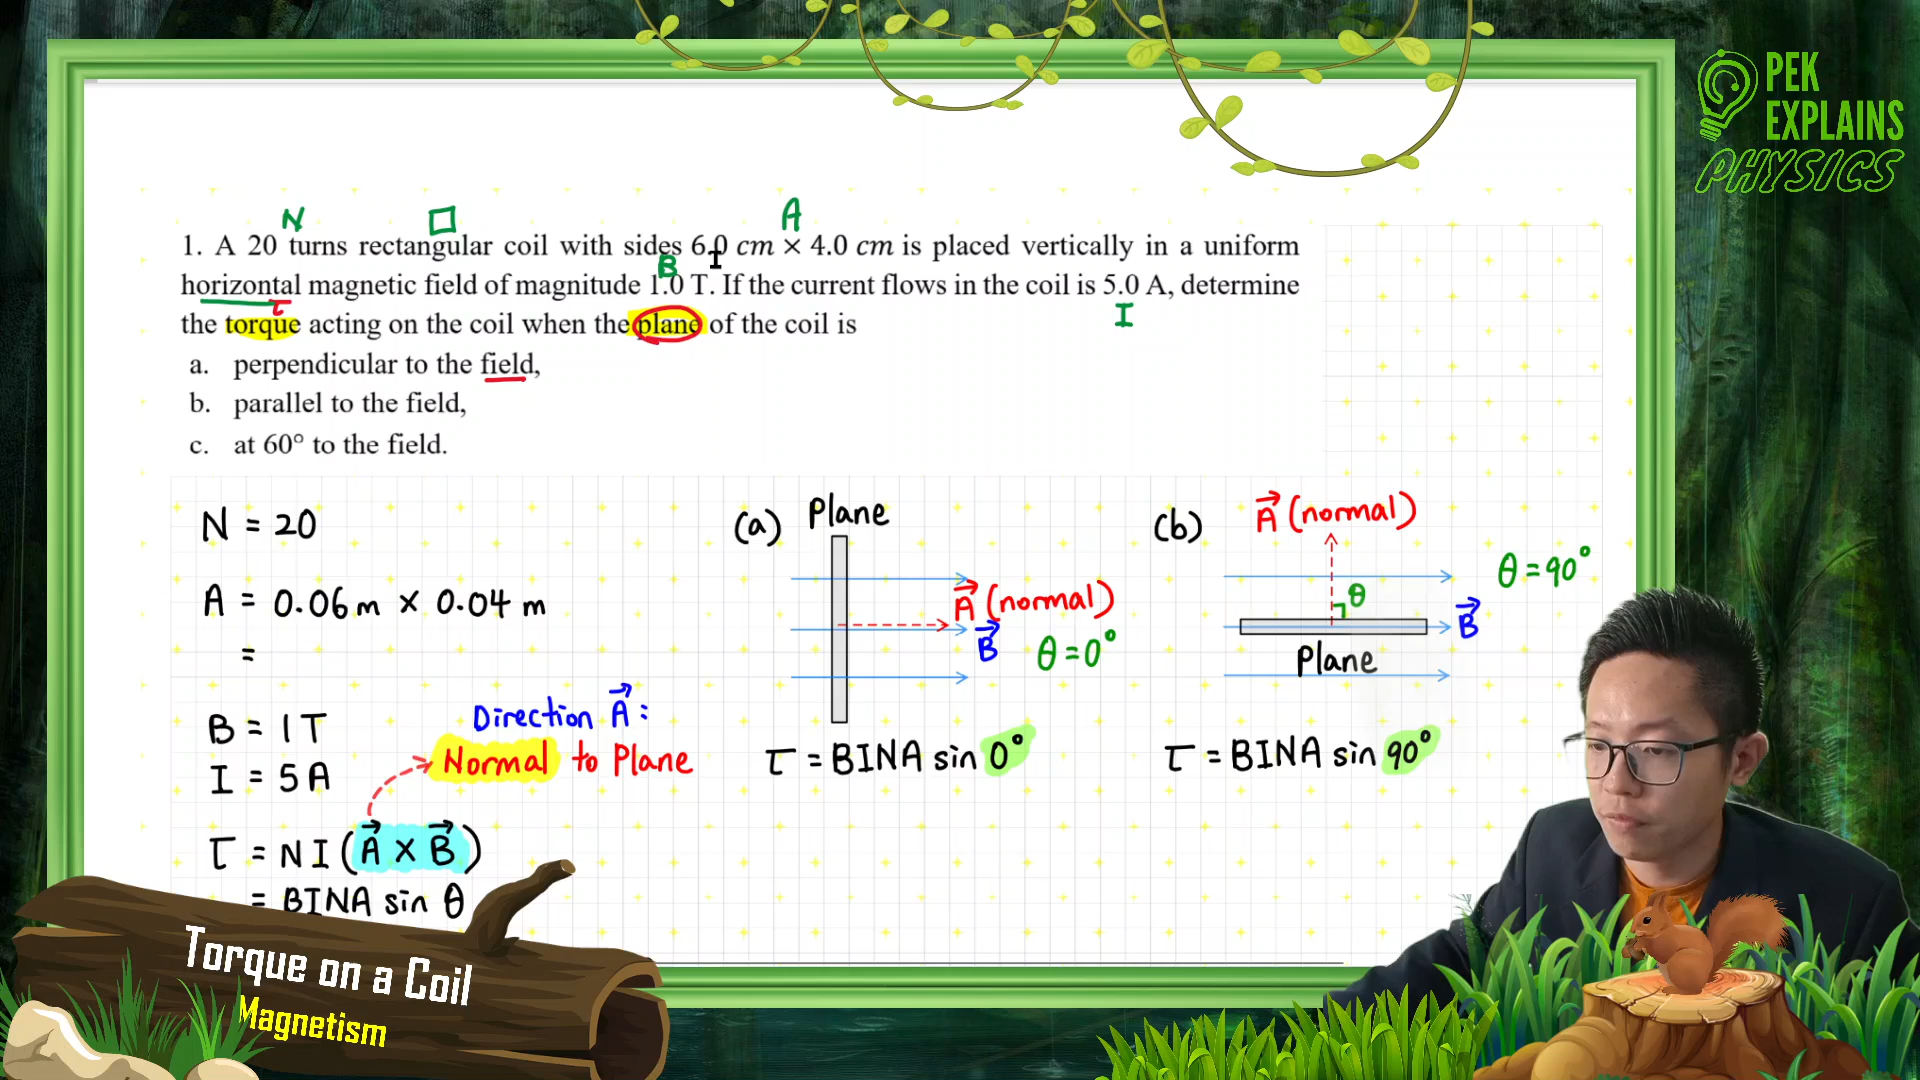 PEK
EXPLAINS
PHYSICS
N □ A
1. A 20 turns rectangular coil with sides 6.0 cm × 4.0 cm is placed vertically in a uniform
B
horizontal magnetic field of magnitude 1.0 T. If the current flows in the coil is 5.0 A, determine
τ I
the torque acting on the coil when the plane of the coil is
a. perpendicular to the field,
b. parallel to the field,
c. at 60° to the field.
N = 20
A = 0.06 m × 0.04 m
=
B = 1T
I = 5A
Direction A⃗ :
Normal to Plane
τ = NI(A⃗ × B⃗)
= BINA sin θ
(a) Plane
A⃗ (normal)
B⃗ θ = 0°
τ = BINA sin 0°
(b) A⃗ (normal)
θ = 90°
θ
B⃗
Plane
τ = BINA sin 90°
Torque on a Coil
Magnetism